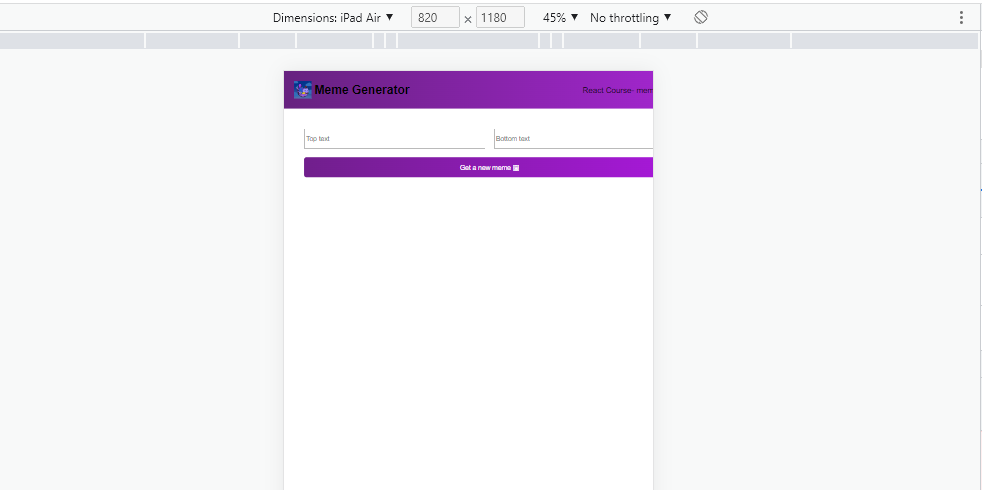 Dimensions: iPad Air ▼ 820 × 1180 45% ▼ No throttling ▼
Meme Generator
React Course- mem
Top text
Bottom text
Get a new meme